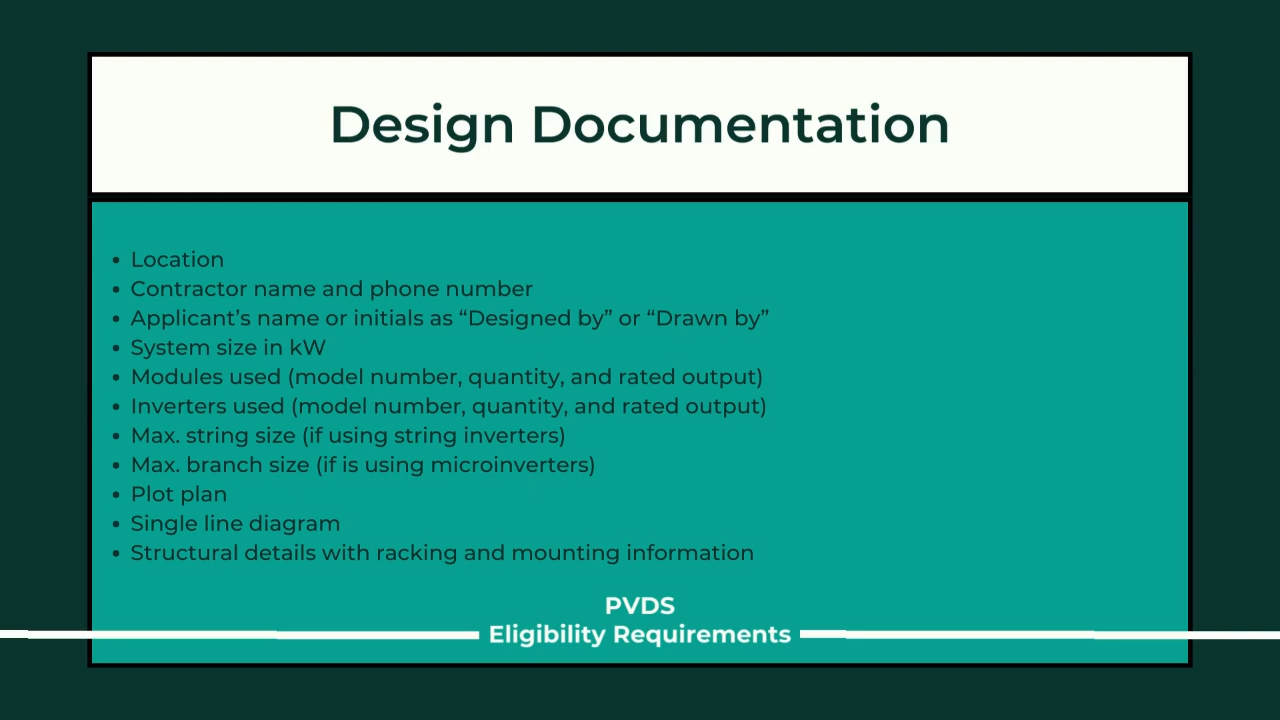 Design Documentation
• Location
• Contractor name and phone number
• Applicant’s name or initials as “Designed by” or “Drawn by”
• System size in kW
• Modules used (model number, quantity, and rated output)
• Inverters used (model number, quantity, and rated output)
• Max. string size (if using string inverters)
• Max. branch size (if is using microinverters)
• Plot plan
• Single line diagram
• Structural details with racking and mounting information
PVDS
Eligibility Requirements